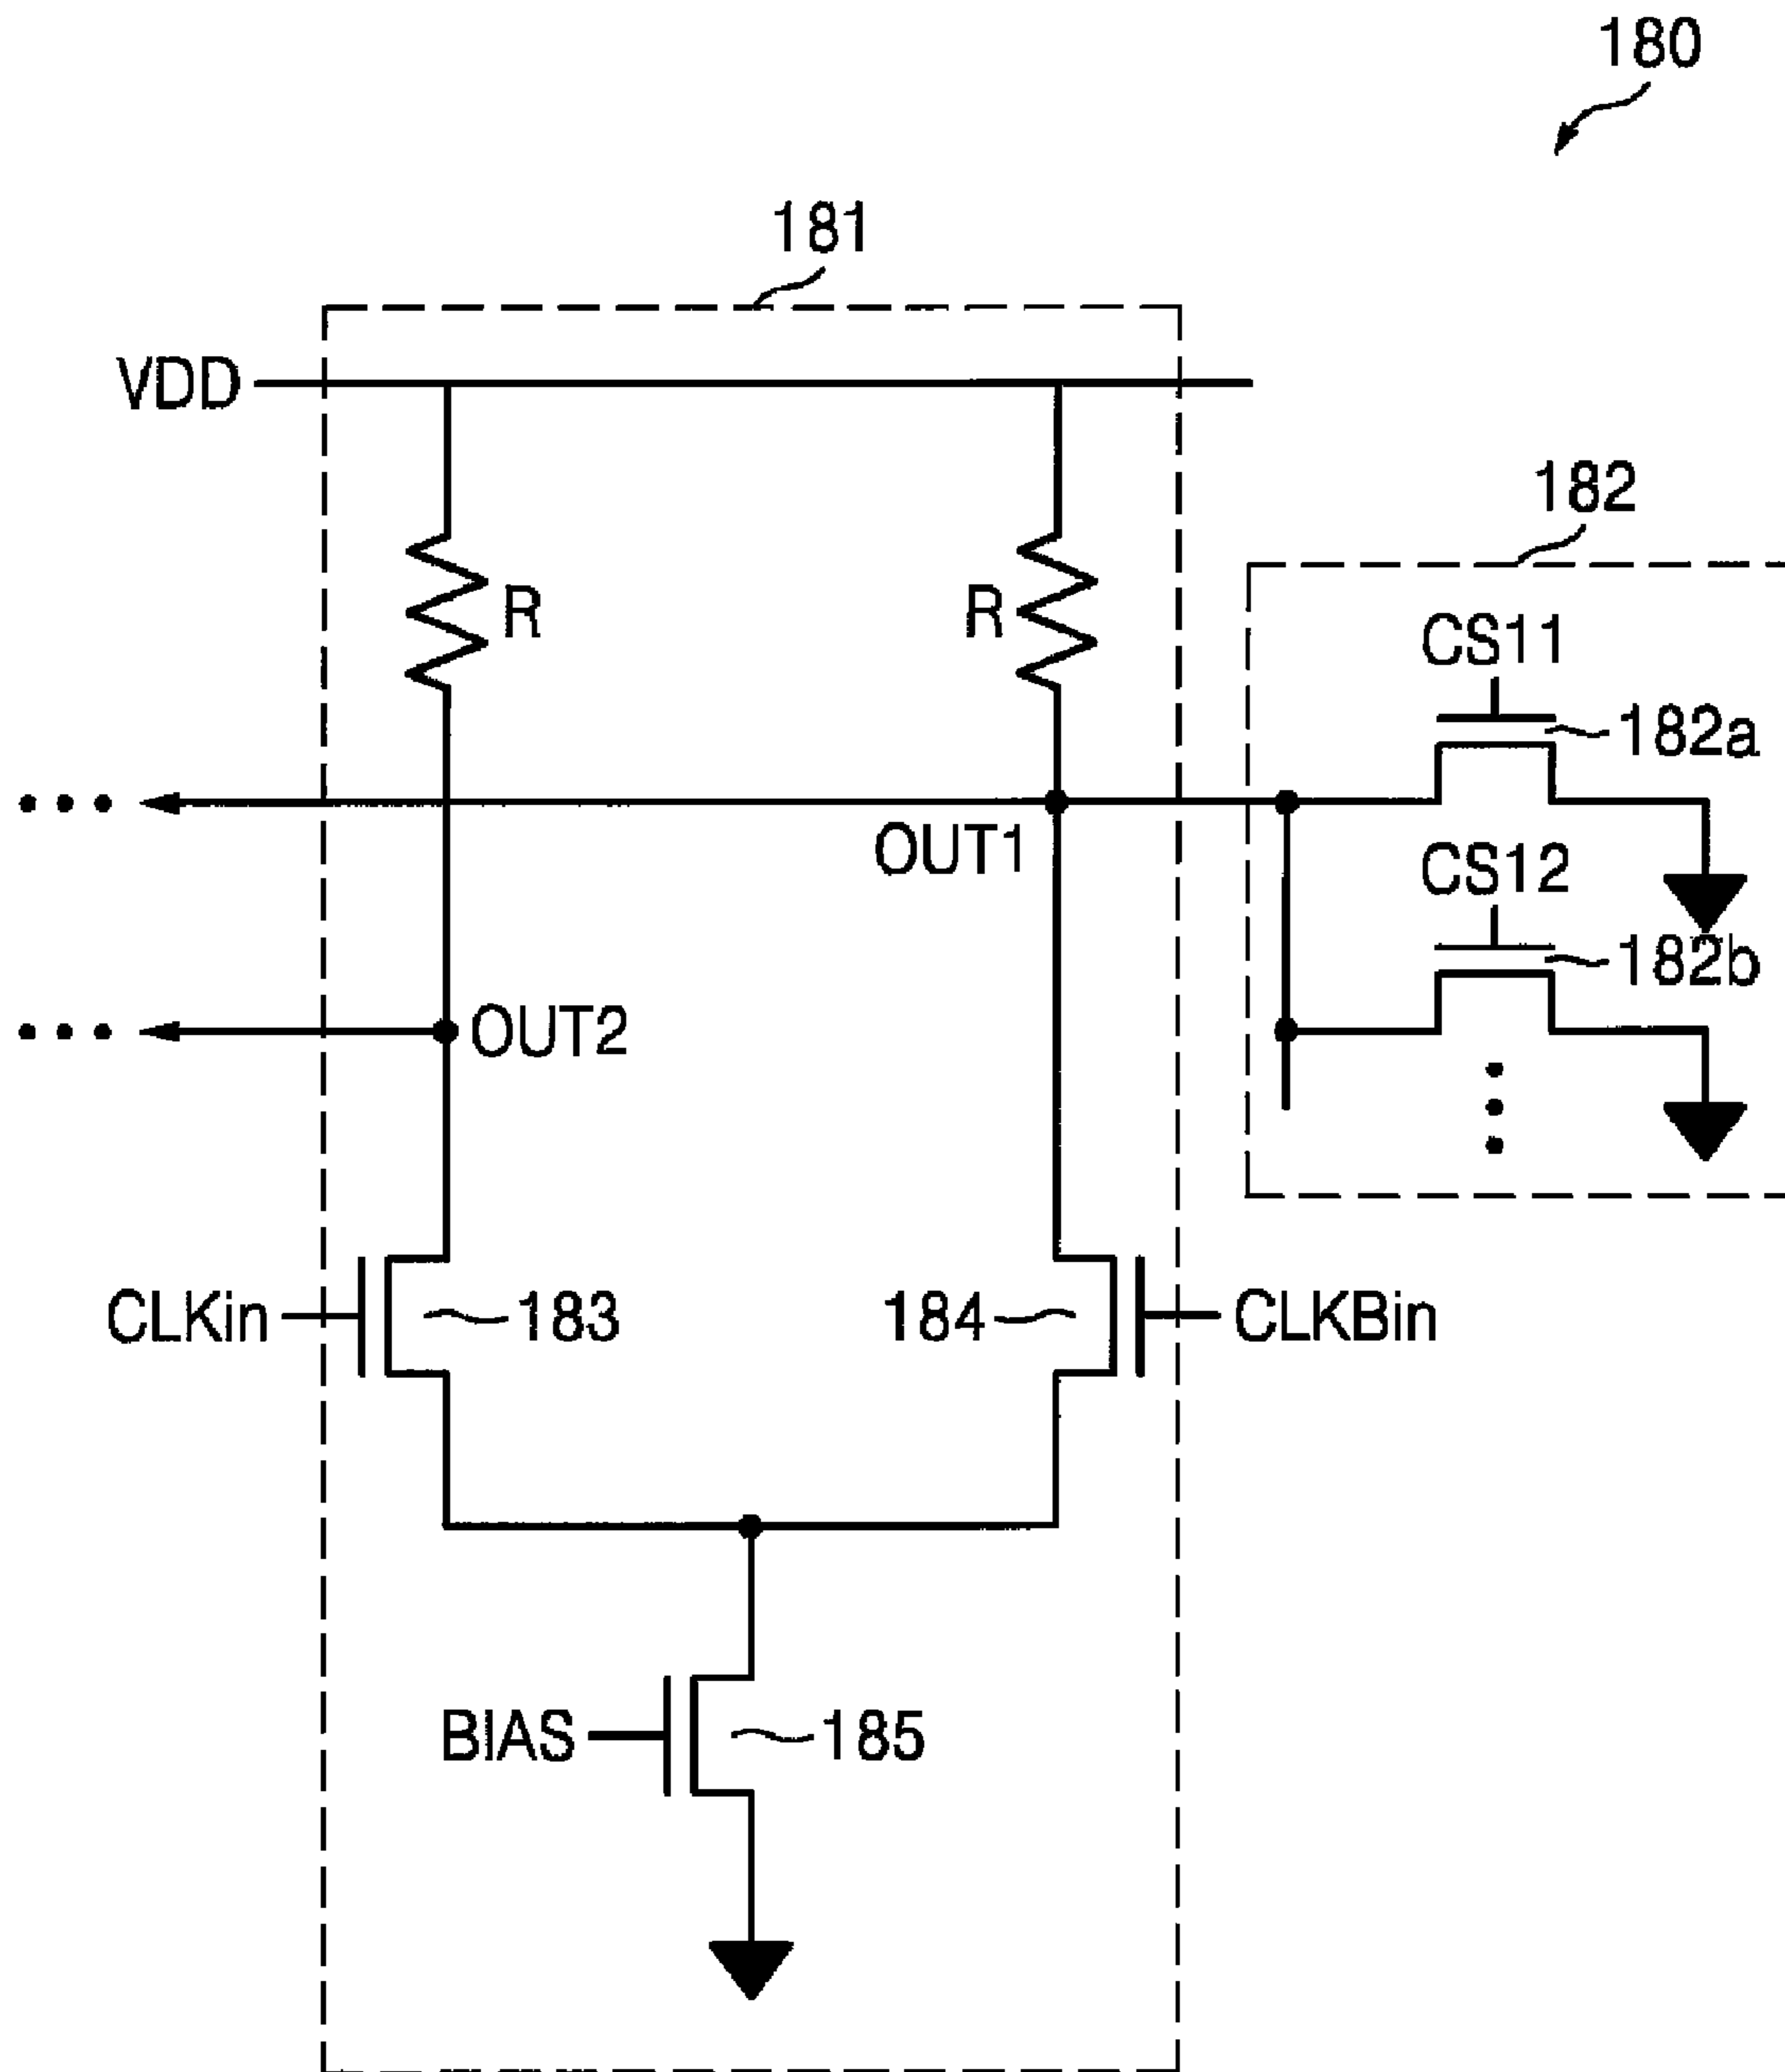 180
181
VDD
182
R
R
CS11
182a
OUT1
CS12
182b
OUT2
CLKin
183
184
CLKBin
BIAS
185